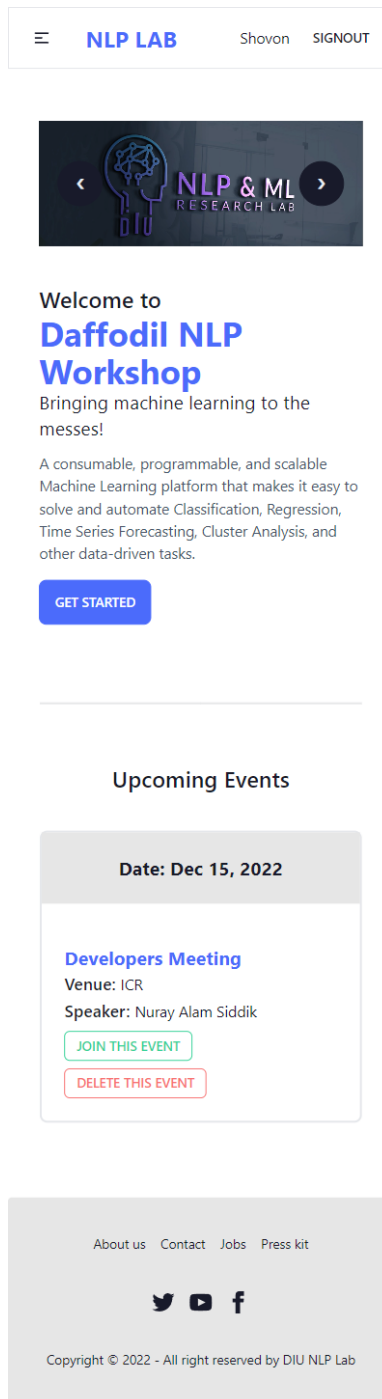 NLP LAB Shovon SIGNOUT
DIU NLP & ML
RESEARCH LAB
Welcome to
Daffodil NLP
Workshop
Bringing machine learning to the
messes!
A consumable, programmable, and scalable
Machine Learning platform that makes it easy to
solve and automate Classification, Regression,
Time Series Forecasting, Cluster Analysis, and
other data-driven tasks.
GET STARTED
Upcoming Events
Date: Dec 15, 2022
Developers Meeting
Venue: ICR
Speaker: Nuray Alam Siddik
JOIN THIS EVENT
DELETE THIS EVENT
About us Contact Jobs Press kit
Copyright © 2022 - All right reserved by DIU NLP Lab